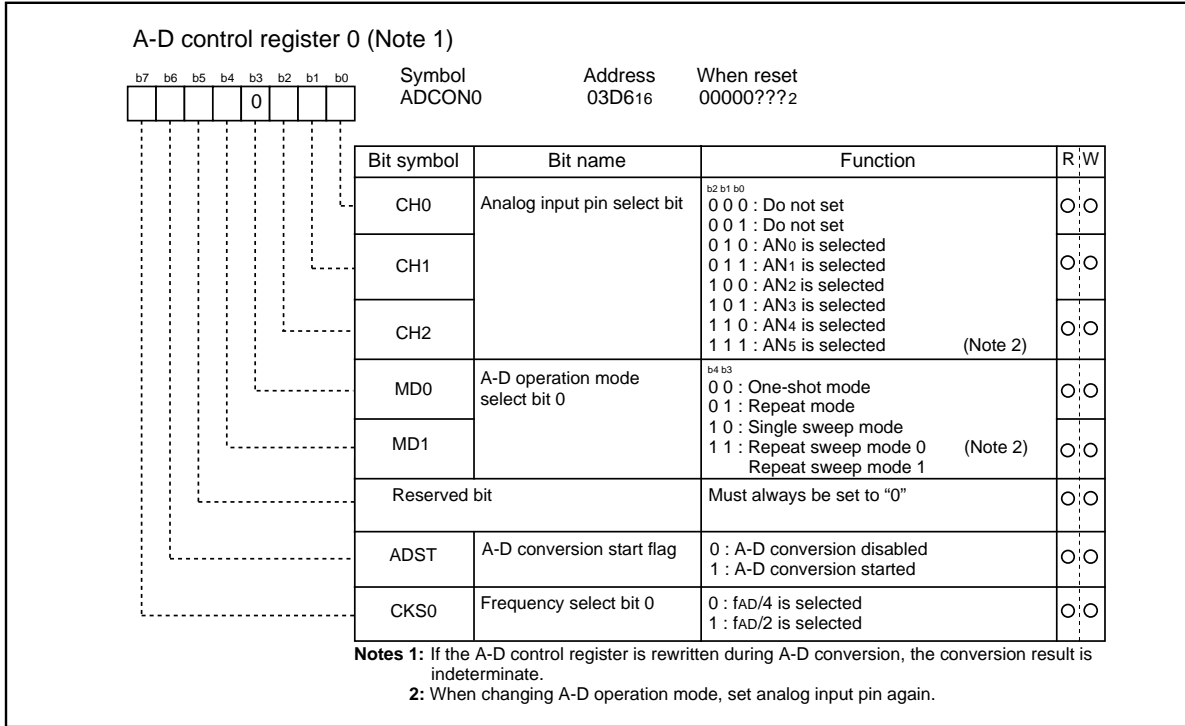 A-D control register 0 (Note 1)
b7 b6 b5 b4 b3 b2 b1 b0
0
Symbol Address When reset
ADCON0 03D616 00000???2
Bit symbol Bit name Function R W
CH0 Analog input pin select bit
b2 b1 b0
0 0 0 : Do not set
0 0 1 : Do not set
0 1 0 : AN0 is selected
CH1
0 1 1 : AN1 is selected
1 0 0 : AN2 is selected
1 0 1 : AN3 is selected
CH2
1 1 0 : AN4 is selected
1 1 1 : AN5 is selected (Note 2)
MD0 A-D operation mode
select bit 0
b4 b3
0 0 : One-shot mode
0 1 : Repeat mode
MD1
1 0 : Single sweep mode
1 1 : Repeat sweep mode 0 (Note 2)
Repeat sweep mode 1
Reserved bit Must always be set to “0”
ADST A-D conversion start flag 0 : A-D conversion disabled
1 : A-D conversion started
CKS0 Frequency select bit 0 0 : fAD/4 is selected
1 : fAD/2 is selected
Notes 1: If the A-D control register is rewritten during A-D conversion, the conversion result is
indeterminate.
2: When changing A-D operation mode, set analog input pin again.